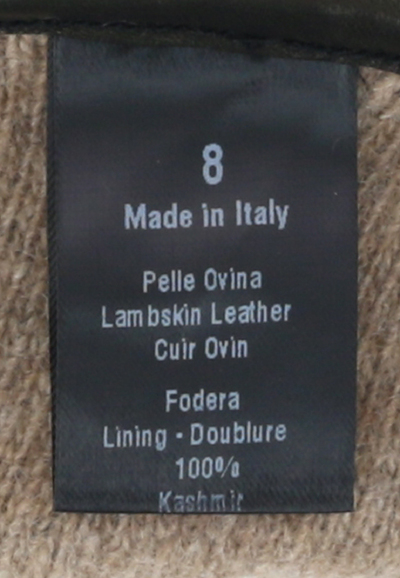 8
Made in Italy
Pelle Ovina
Lambskin Leather
Cuir Ovin
Fodera
Lining - Doublure
100%
Kashmir